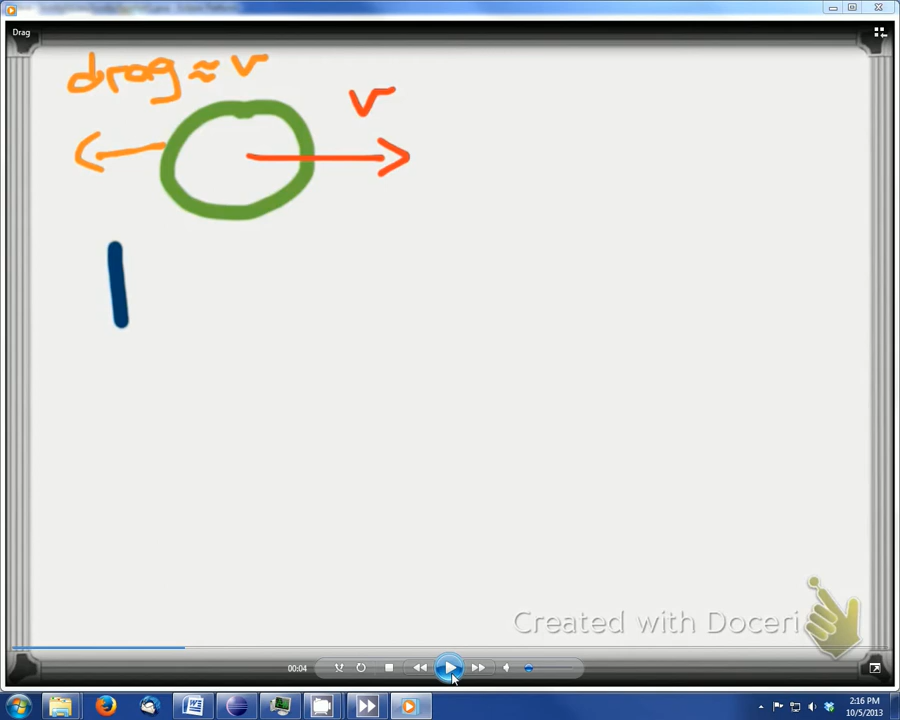 Drag
drag ≈ v
v
Created with Doceri
00:04
2:16 PM
10/5/2013